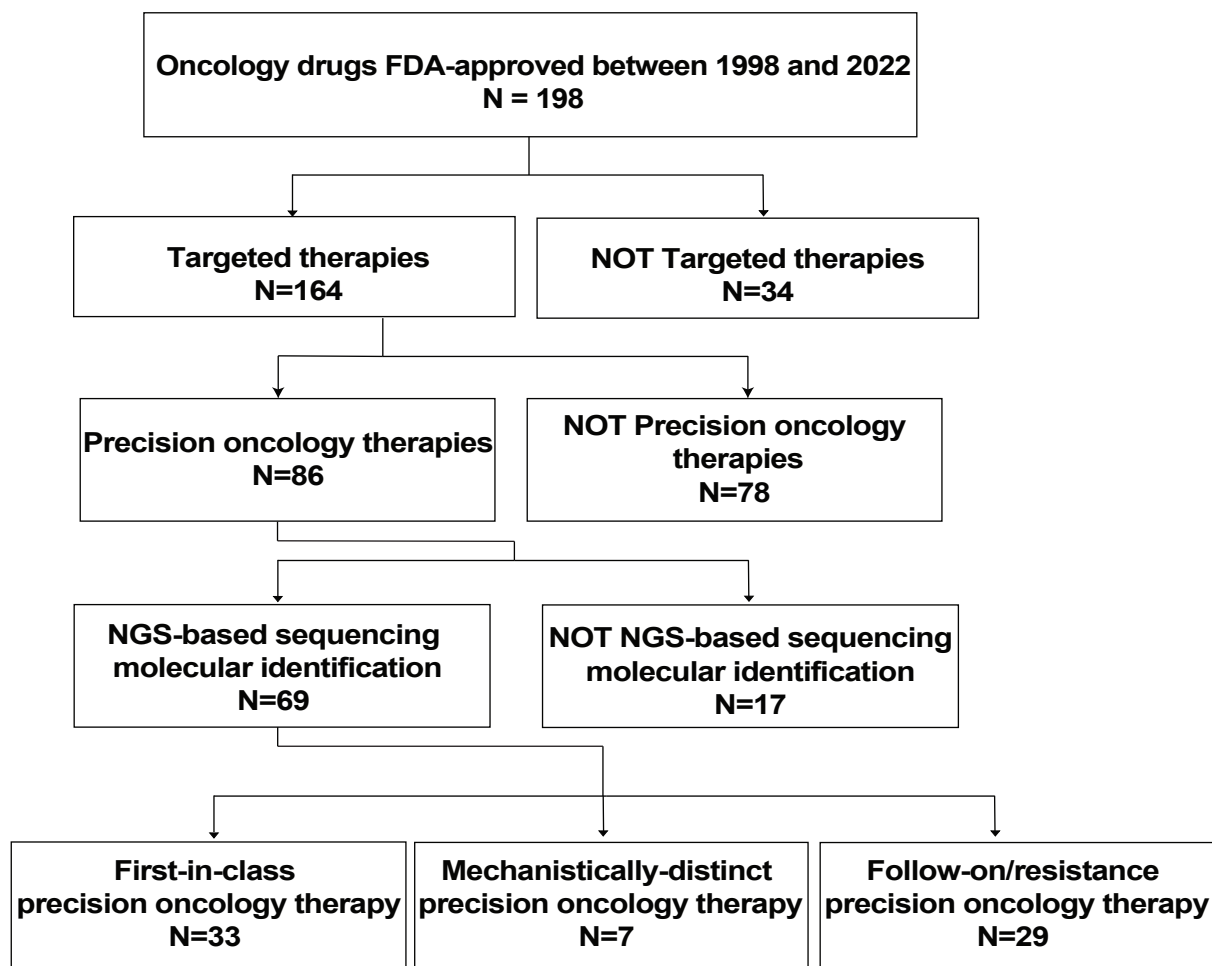 Oncology drugs FDA-approved between 1998 and 2022
N = 198
Targeted therapies
N=164
NOT Targeted therapies
N=34
Precision oncology therapies
N=86
NOT Precision oncology
therapies
N=78
NGS-based sequencing
molecular identification
N=69
NOT NGS-based sequencing
molecular identification
N=17
First-in-class
precision oncology therapy
N=33
Mechanistically-distinct
precision oncology therapy
N=7
Follow-on/resistance
precision oncology therapy
N=29